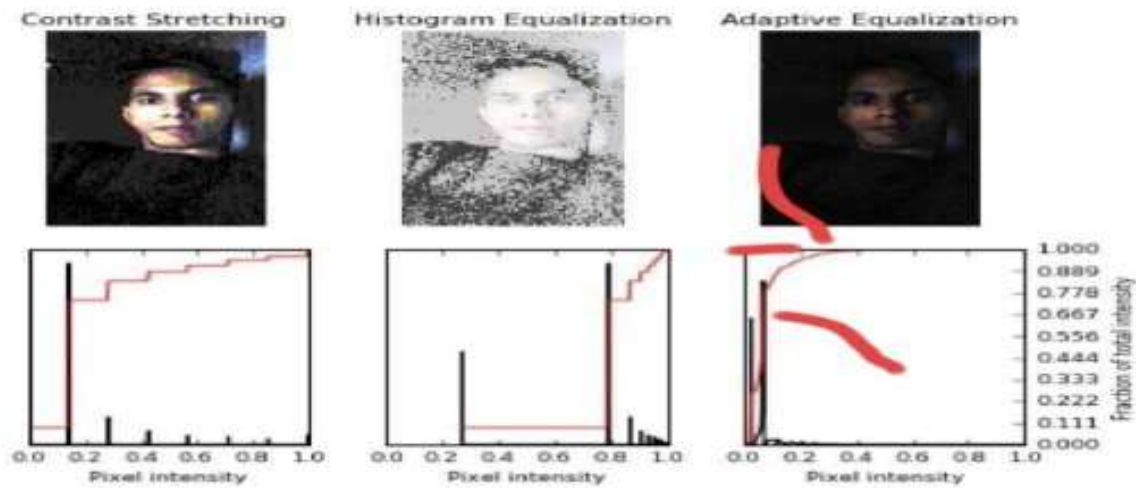 Contrast Stretching
Histogram Equalization
Adaptive Equalization
1.000
0.889
0.778
0.667
0.556
0.444
0.333
0.222
0.111
0.000
Fraction of total intensity
0.0 0.2 0.4 0.6 0.8 1.0
Pixel intensity
0.0 0.2 0.4 0.6 0.8 1.0
Pixel intensity
0.0 0.2 0.4 0.6 0.8 1.0
Pixel intensity